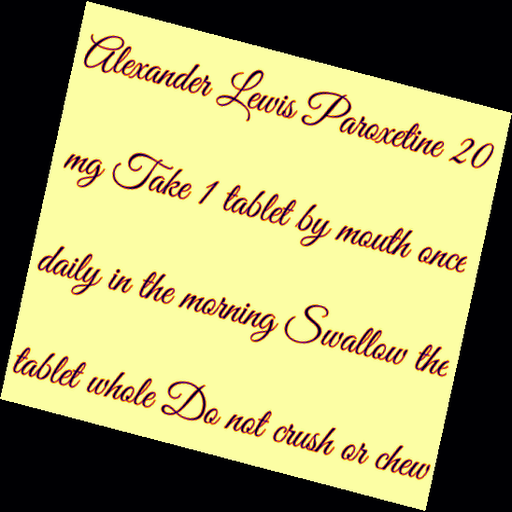 Alexander Lewis Paroxetine 20
mg Take 1 tablet by mouth once
daily in the morning Swallow the
tablet whole Do not crush or chew